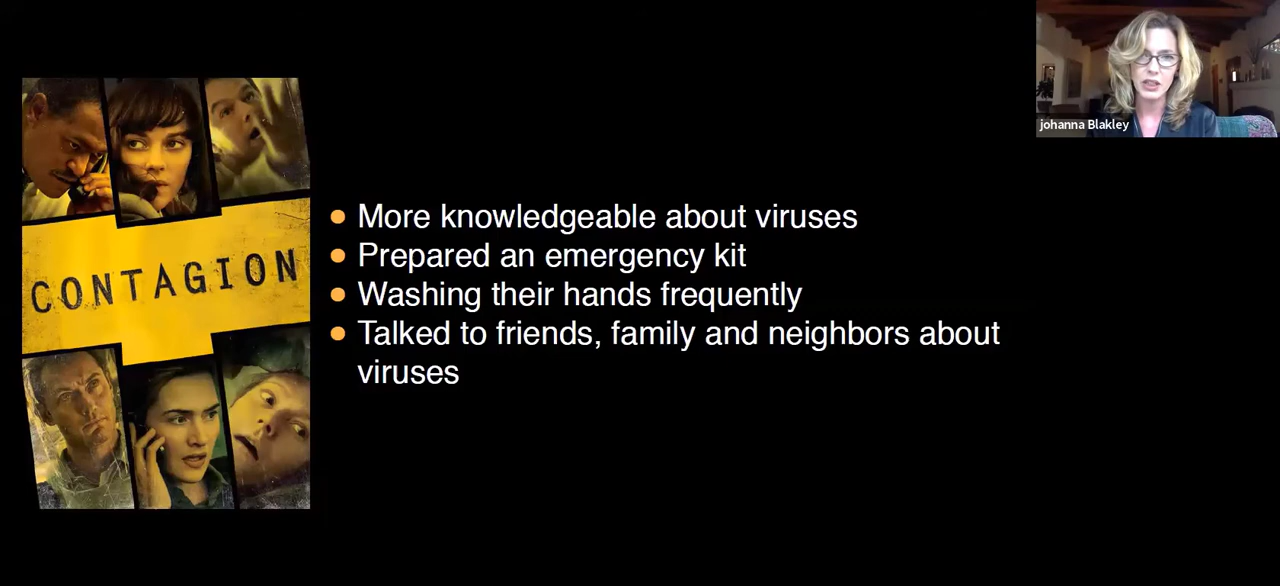 johanna Blakley
CONTAGION
More knowledgeable about viruses
Prepared an emergency kit
Washing their hands frequently
Talked to friends, family and neighbors about
viruses